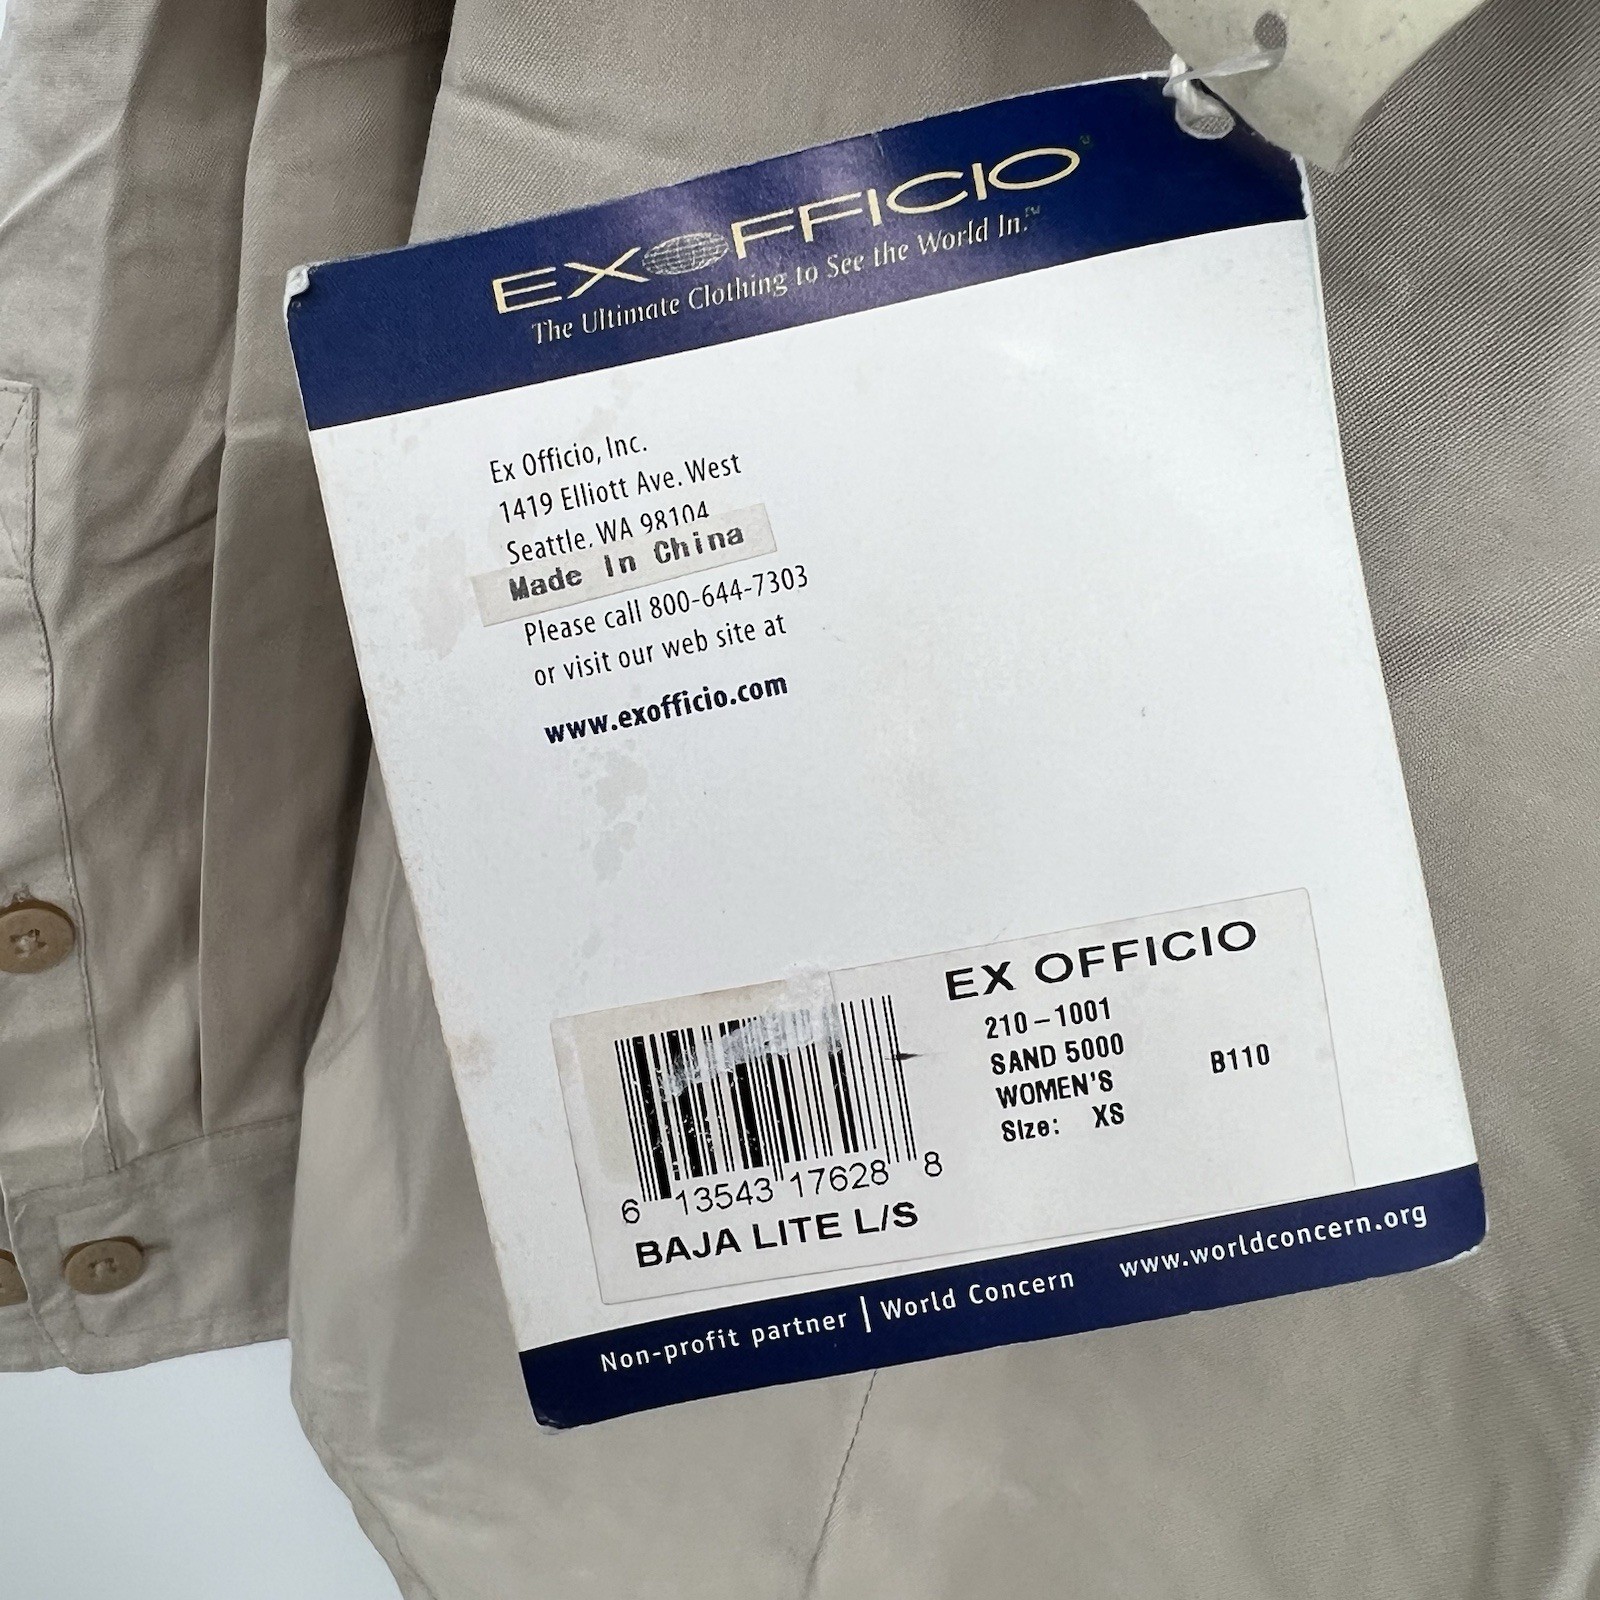 EXOFFICIO
The Ultimate Clothing to See the World In.™
Ex Officio, Inc.
1419 Elliott Ave. West
Seattle, WA 98104
Made In China
Please call 800-644-7303
or visit our web site at
www.exofficio.com
EX OFFICIO
210-1001
SAND 5000
WOMEN'S
Size: XS
B110
6 13543 17628 8
BAJA LITE L/S
Non-profit partner | World Concern www.worldconcern.org